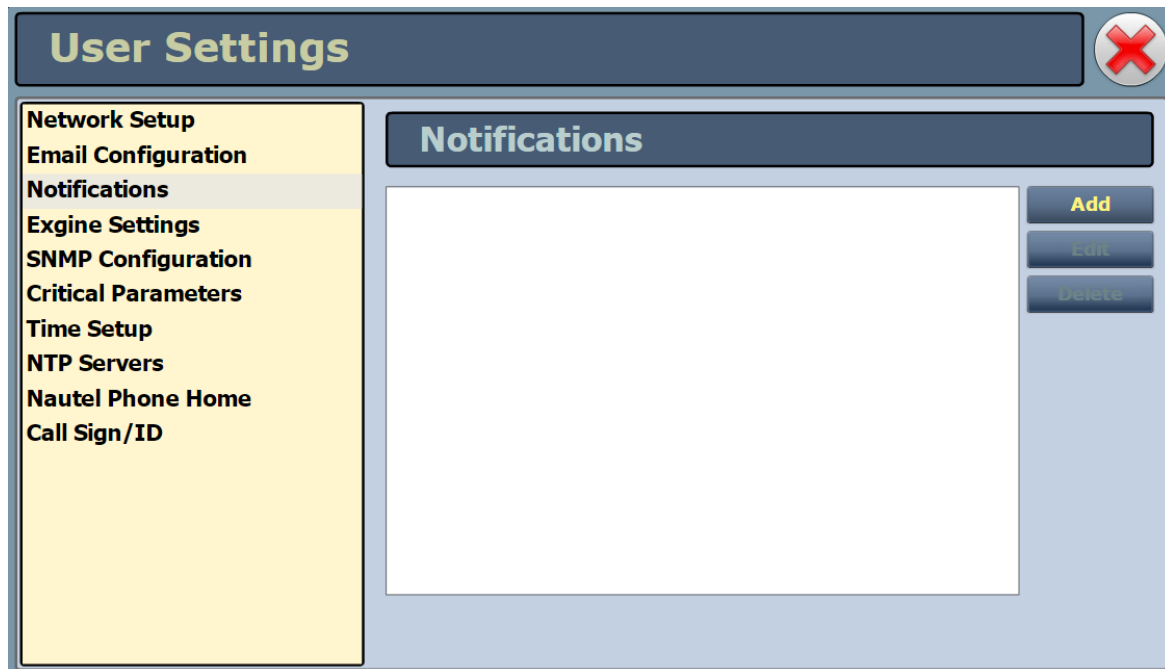 User Settings
Network Setup
Email Configuration
Notifications
Exgine Settings
SNMP Configuration
Critical Parameters
Time Setup
NTP Servers
Nautel Phone Home
Call Sign/ID
Notifications
Add
Edit
Delete